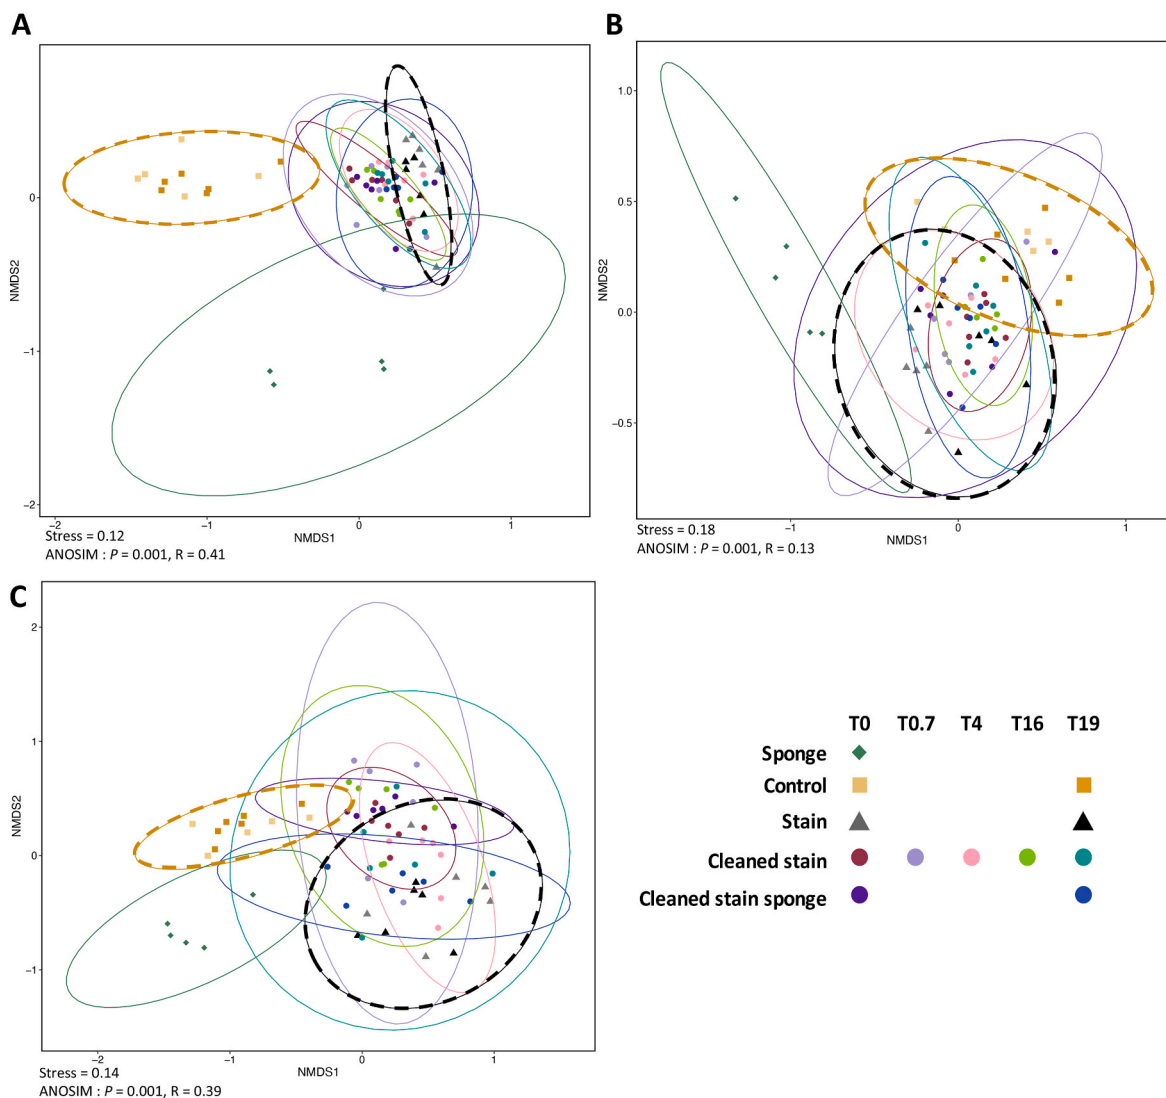 A
NMDS2
0
−1
−2
−2
−1
0
1
NMDS1
Stress = 0.12
ANOSIM : P = 0.001, R = 0.41
B
NMDS2
1.0
0.5
0.0
−0.5
−1
0
1
NMDS1
Stress = 0.18
ANOSIM : P = 0.001, R = 0.13
C
NMDS2
2
1
0
−1
−2
−1
0
1
NMDS1
Stress = 0.14
ANOSIM : P = 0.001, R = 0.39
T0 T0.7 T4 T16 T19
Sponge
Control
Stain
Cleaned stain
Cleaned stain sponge